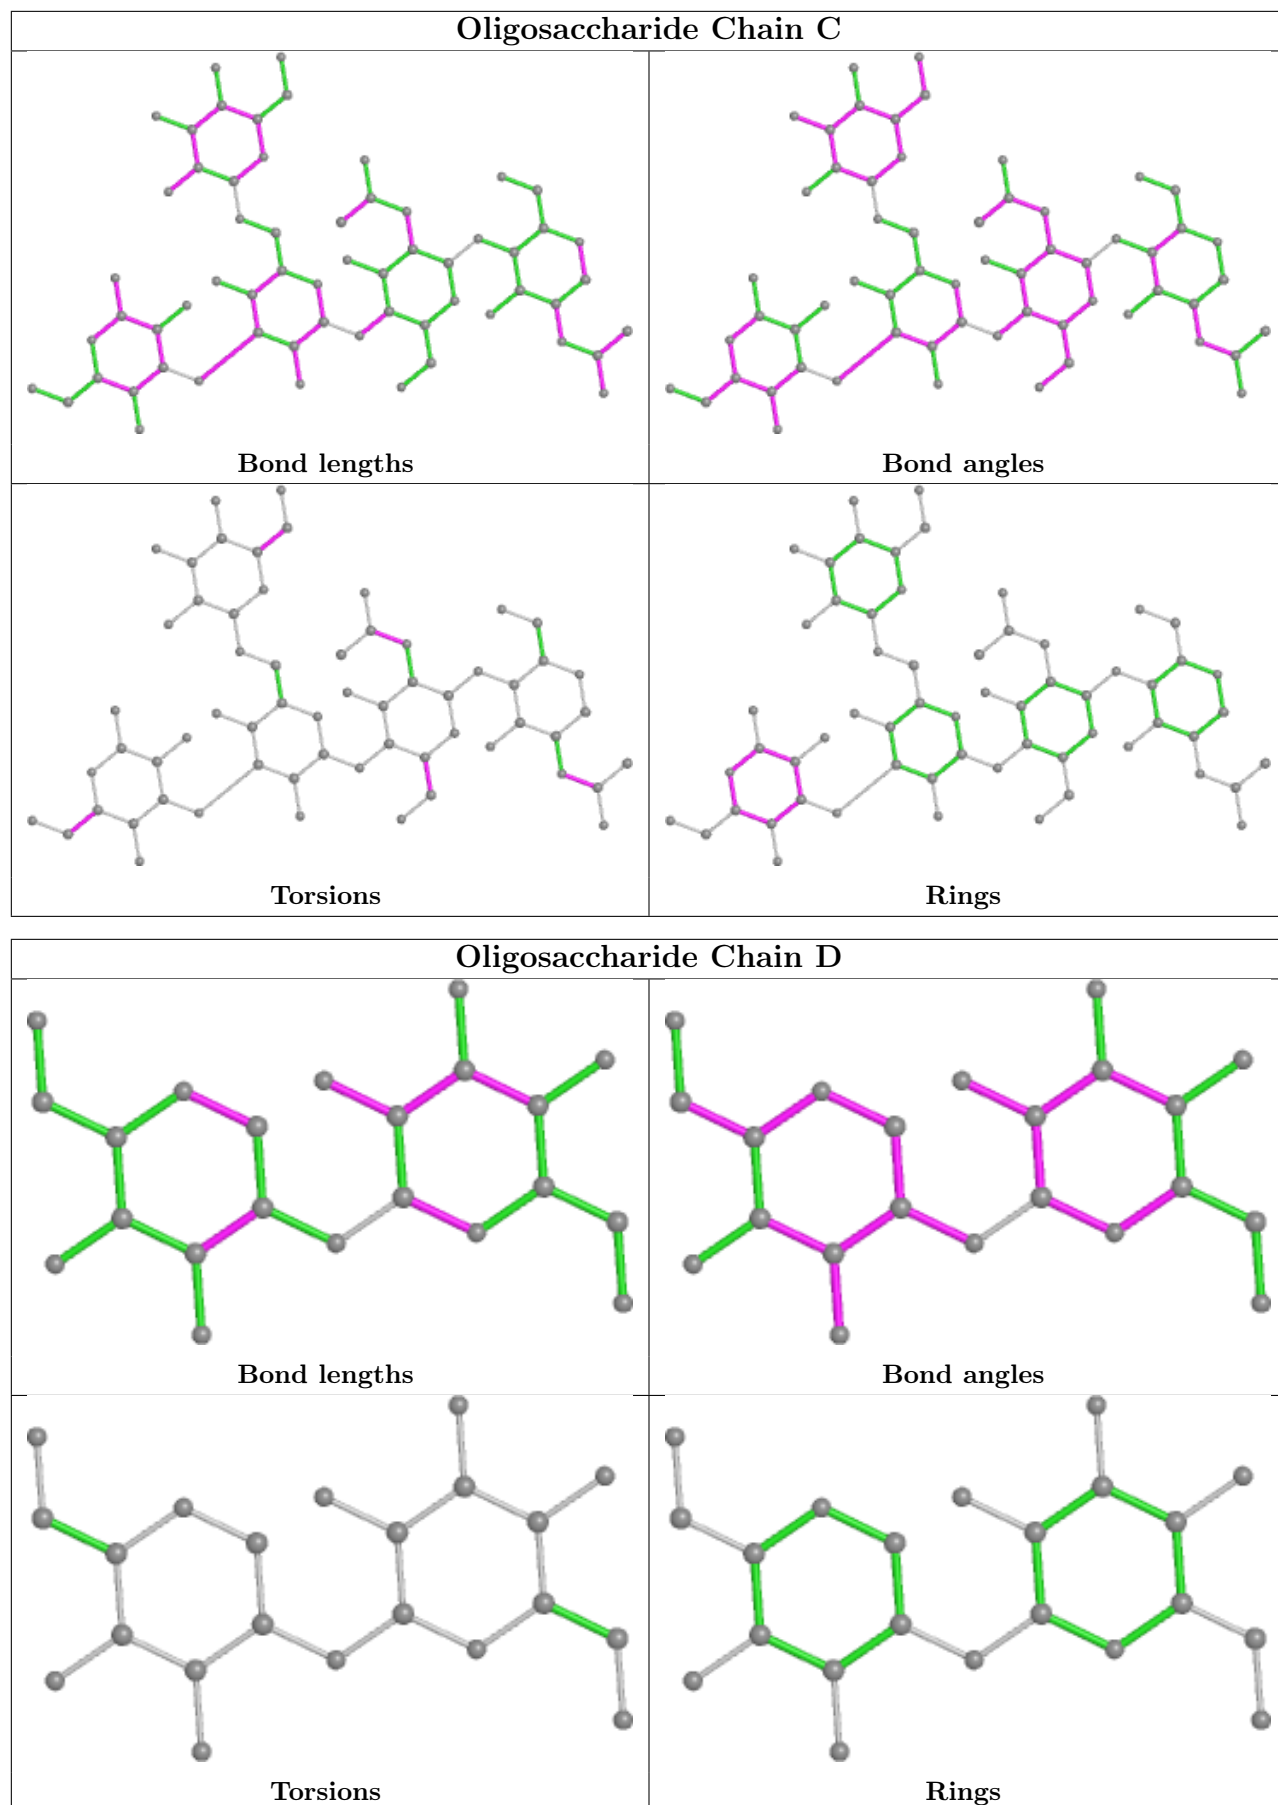 Oligosaccharide Chain C
Bond lengths
Bond angles
Torsions
Rings
Oligosaccharide Chain D
Bond lengths
Bond angles
Torsions
Rings